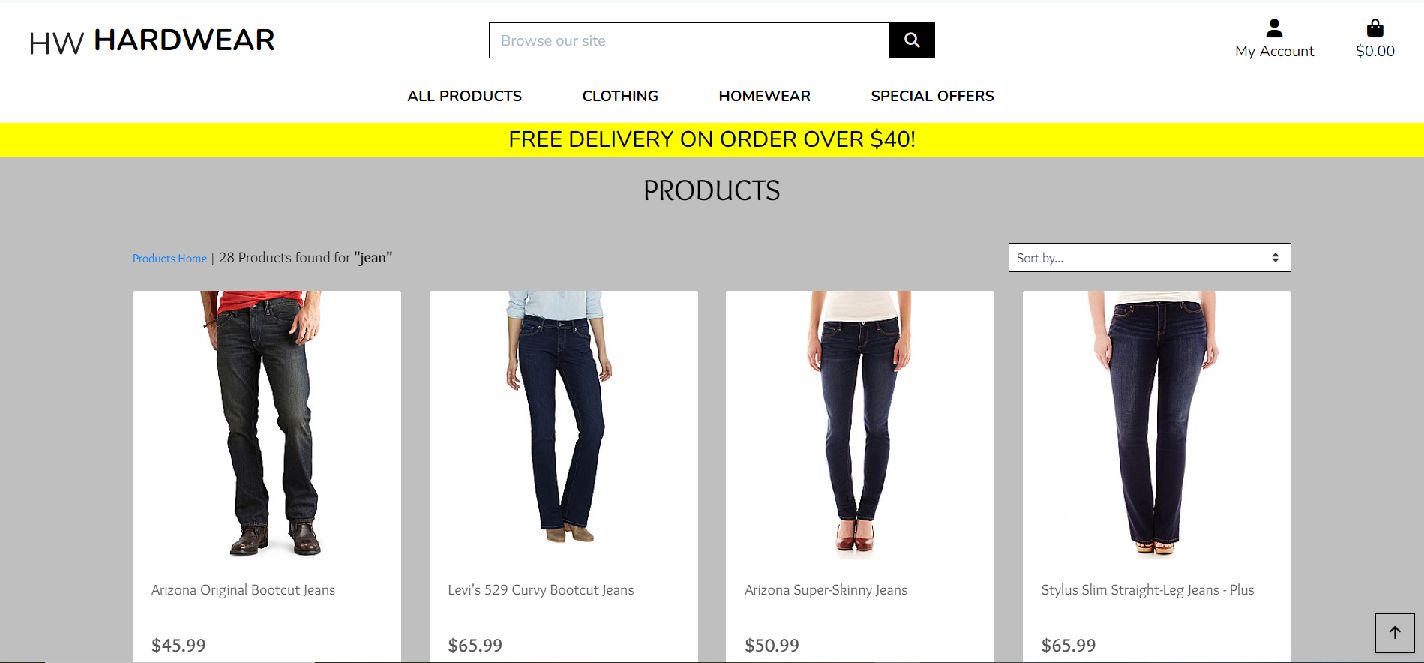 HW HARDWEAR
Browse our site
My Account
$0.00
ALL PRODUCTS CLOTHING HOMEWEAR SPECIAL OFFERS
FREE DELIVERY ON ORDER OVER $40!
PRODUCTS
Products Home | 28 Products found for "jean"
Sort by...
Arizona Original Bootcut Jeans
Levi's 529 Curvy Bootcut Jeans
Arizona Super-Skinny Jeans
Stylus Slim Straight-Leg Jeans - Plus
$45.99
$65.99
$50.99
$65.99